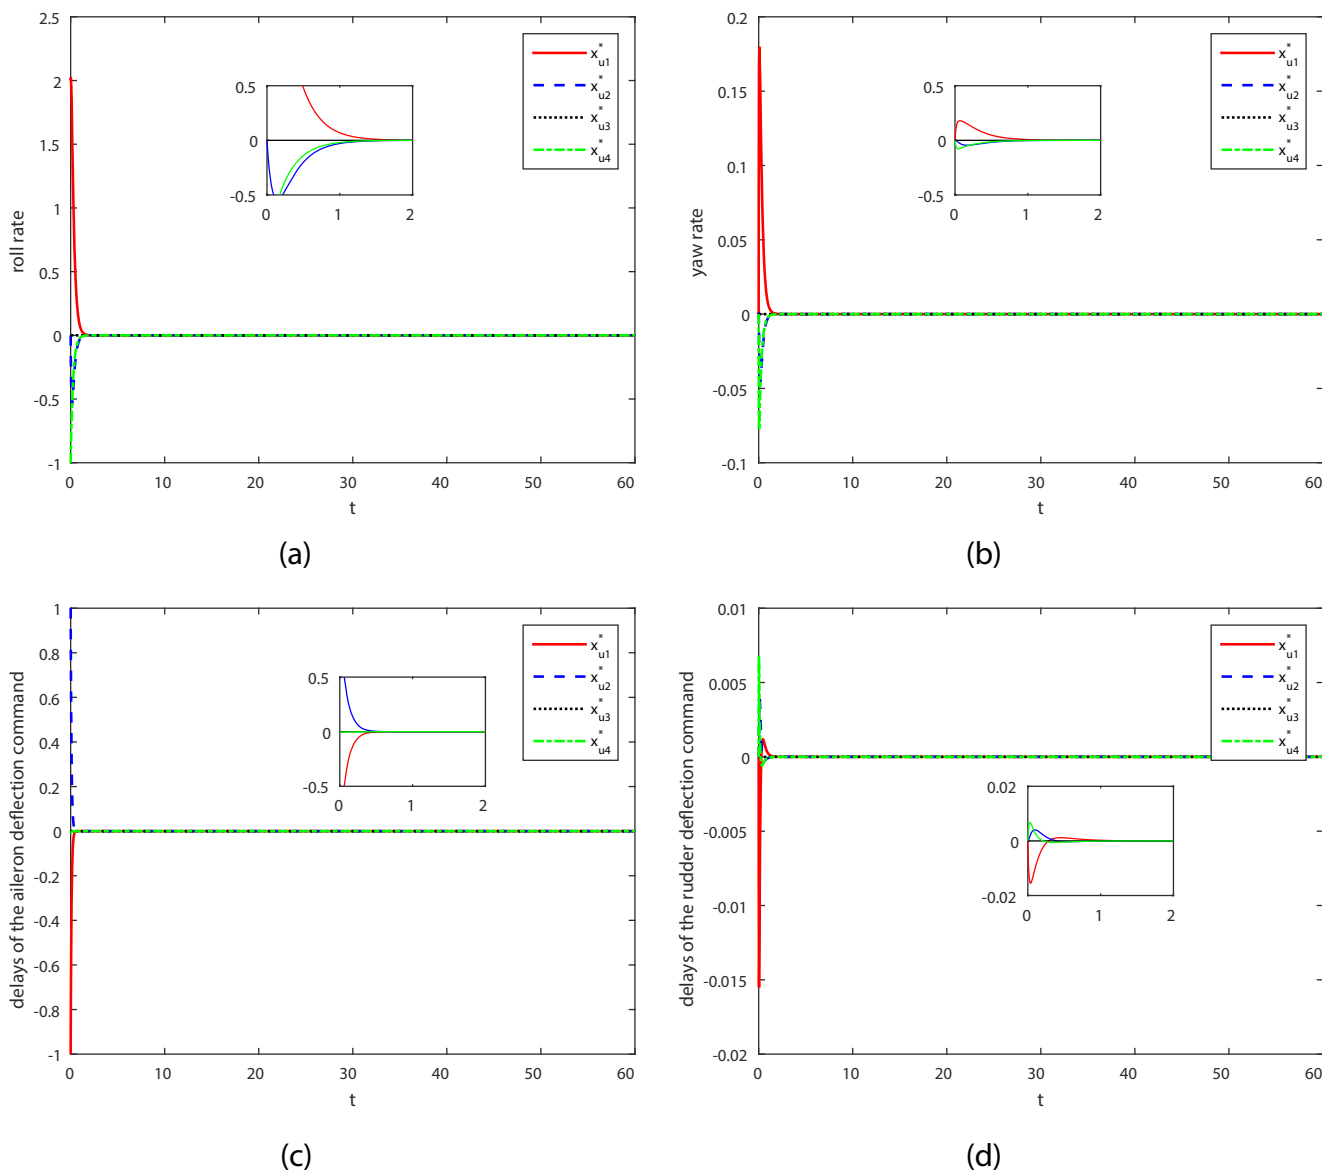 2.5
2
1.5
1
0.5
0
-0.5
-1
0 10 20 30 40 50 60
roll rate
t
x*u1
x*u2
x*u3
x*u4
0.5
0
-0.5
0 1 2
(a)
0.2
0.15
0.1
0.05
0
-0.05
-0.1
0 10 20 30 40 50 60
yaw rate
t
x*u1
x*u2
x*u3
x*u4
0.5
0
-0.5
0 1 2
(b)
1
0.8
0.6
0.4
0.2
0
-0.2
-0.4
-0.6
-0.8
-1
0 10 20 30 40 50 60
delays of the aileron deflection command
t
x*u1
x*u2
x*u3
x*u4
0.5
0
-0.5
0 1 2
(c)
0.01
0.005
0
-0.005
-0.01
-0.015
-0.02
0 10 20 30 40 50 60
delays of the rudder deflection command
t
x*u1
x*u2
x*u3
x*u4
0.02
0
-0.02
0 1 2
(d)